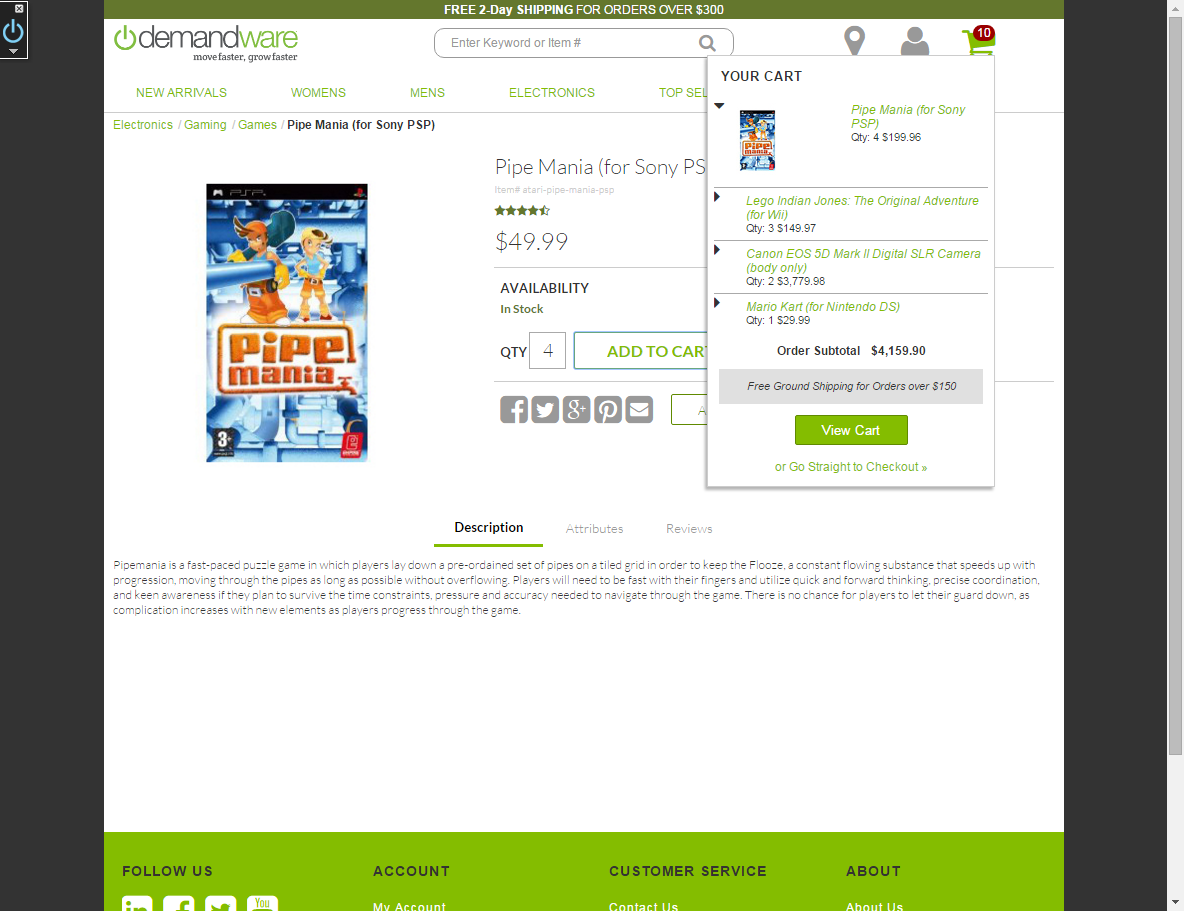 FREE 2-Day SHIPPING FOR ORDERS OVER $300
demandware
move faster, grow faster
Enter Keyword or Item #
10
NEW ARRIVALS WOMENS MENS ELECTRONICS TOP SEL
Electronics / Gaming / Games / Pipe Mania (for Sony PSP)
PSP
PiPe
mania
3+
Pipe Mania (for Sony PS
Item# atari-pipe-mania-psp
$49.99
AVAILABILITY
In Stock
QTY 4 ADD TO CART
A
YOUR CART
Pipe Mania (for Sony
PSP)
Qty: 4 $199.96
PiPe
mania
Lego Indian Jones: The Original Adventure
(for Wii)
Qty: 3 $149.97
Canon EOS 5D Mark II Digital SLR Camera
(body only)
Qty: 2 $3,779.98
Mario Kart (for Nintendo DS)
Qty: 1 $29.99
Order Subtotal $4,159.90
Free Ground Shipping for Orders over $150
View Cart
or Go Straight to Checkout »
Description Attributes Reviews
Pipemania is a fast-paced puzzle game in which players lay down a pre-ordained set of pipes on a tiled grid in order to keep the Flooze, a constant flowing substance that speeds up with
progression, moving through the pipes as long as possible without overflowing. Players will need to be fast with their fingers and utilize quick and forward thinking, precise coordination,
and keen awareness if they plan to survive the time constraints, pressure and accuracy needed to navigate through the game. There is no chance for players to let their guard down, as
complication increases with new elements as players progress through the game.
FOLLOW US ACCOUNT CUSTOMER SERVICE ABOUT
You
My Account Contact Us About Us